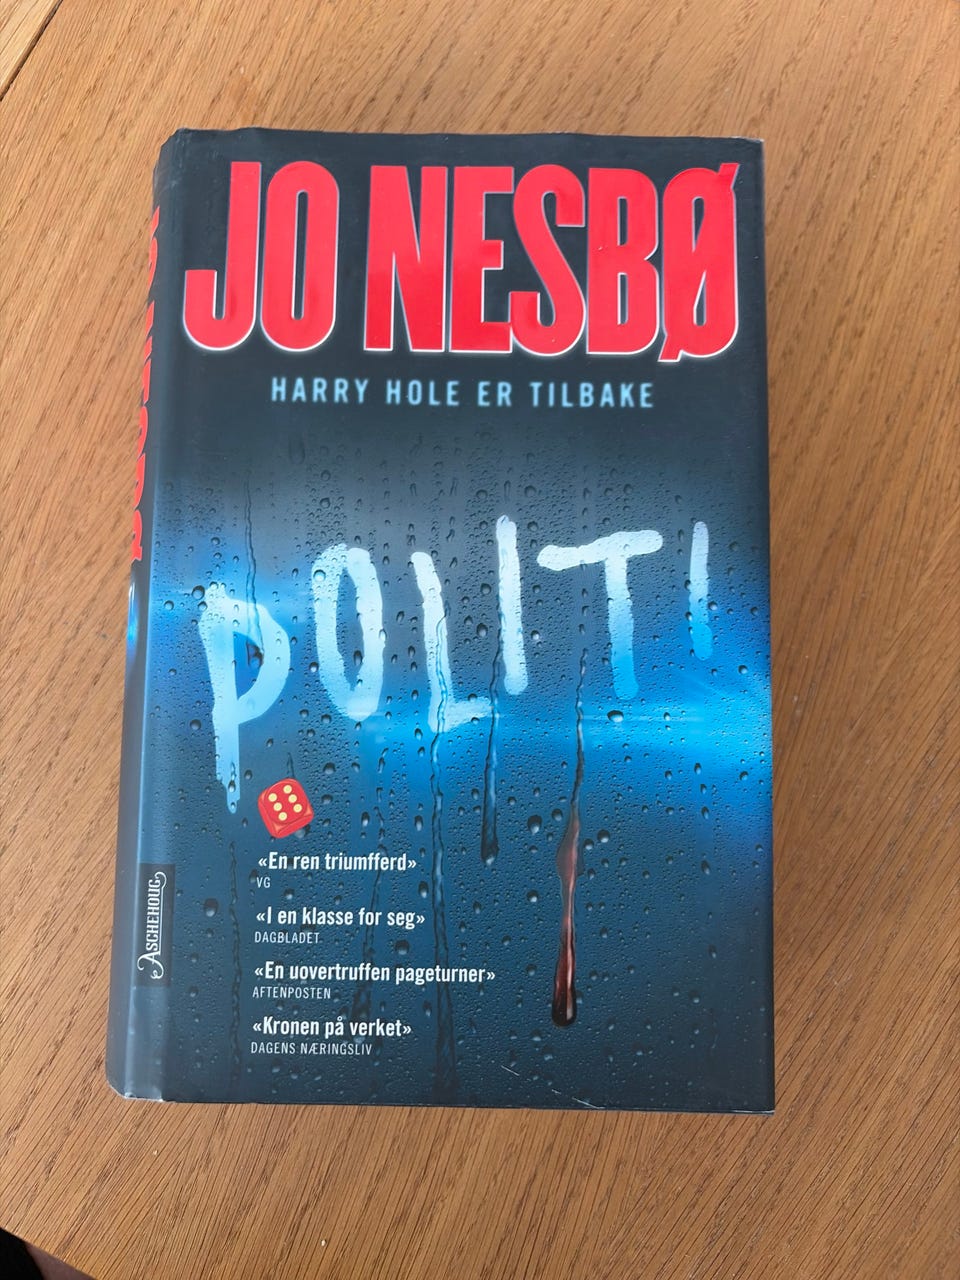 JO NESBØ
HARRY HOLE ER TILBAKE
POLITI
«En ren triumfferd»
VG
«I en klasse for seg»
DAGBLADET
«En uovertruffen pageturner»
AFTENPOSTEN
«Kronen på verket»
DAGENS NÆRINGSLIV
ASCHEHOUG